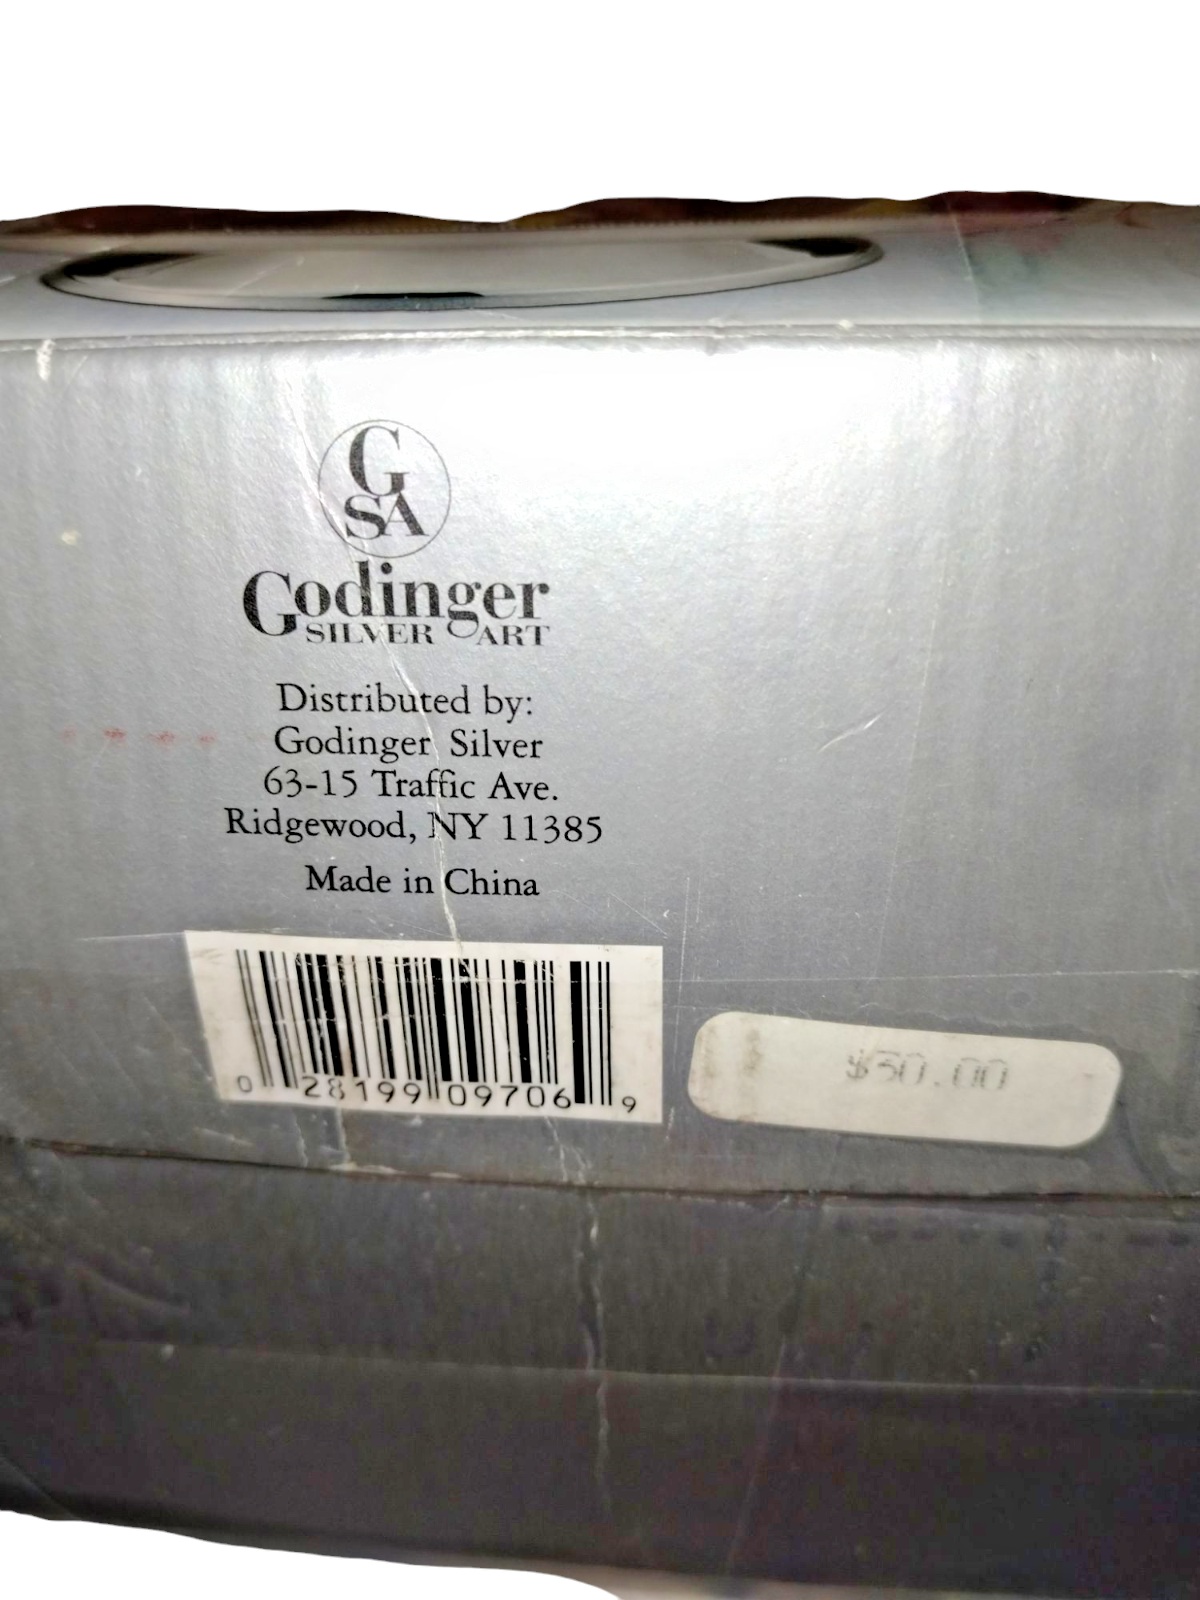 GSA
Godinger
SILVER ART
Distributed by:
Godinger Silver
63-15 Traffic Ave.
Ridgewood, NY 11385
Made in China
0 28199 09706 9
$30.00